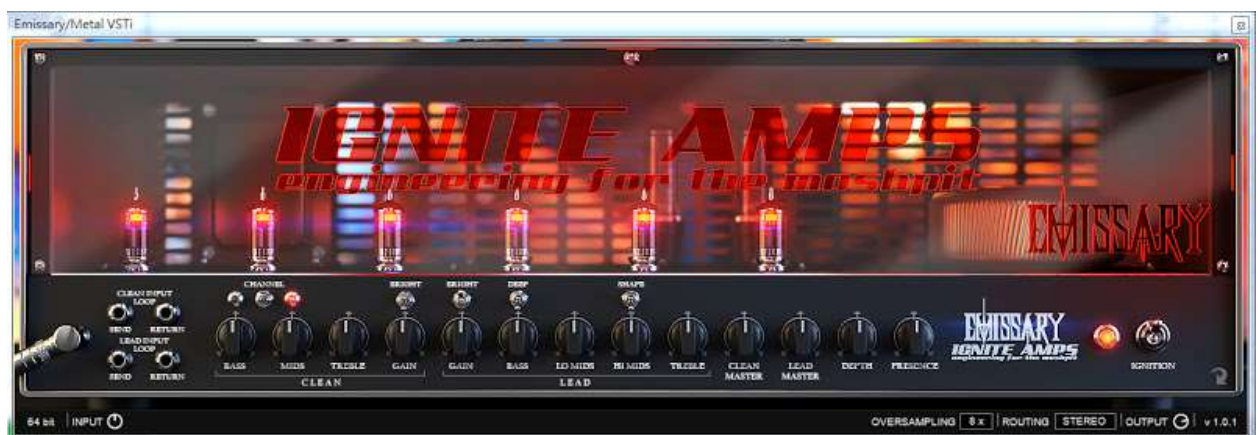 Emissary/Metal VSTi
IGNITE AMPS
engineering for the moshpit
EMISSARY
CLEAN INPUT
LOOP
SEND RETURN
LEAD INPUT
LOOP
SEND RETURN
CHANNEL BRIGHT BRIGHT DEEP SHAPE
BASS MIDS TREBLE GAIN GAIN BASS LO MIDS HI MIDS TREBLE CLEAN MASTER LEAD MASTER DEPTH PRESENCE
CLEAN LEAD
EMISSARY
IGNITE AMPS
engineering for the moshpit
IGNITION
64 bit INPUT OVERSAMPLING 8 x ROUTING STEREO OUTPUT v 1.0.1